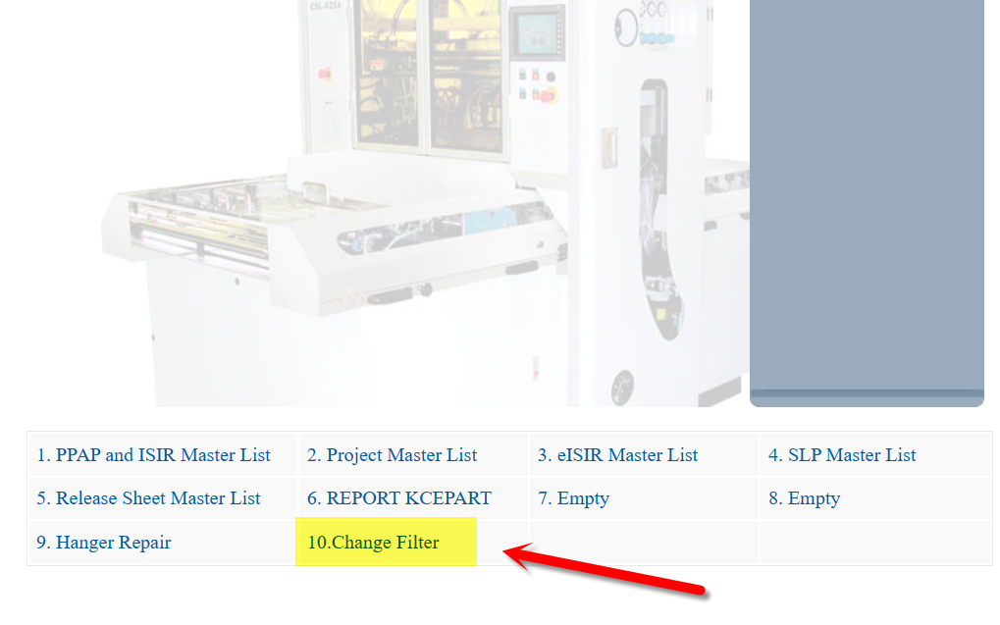 CSL-A25A
1. PPAP and ISIR Master List
2. Project Master List
3. eISIR Master List
4. SLP Master List
5. Release Sheet Master List
6. REPORT KCEPART
7. Empty
8. Empty
9. Hanger Repair
10.Change Filter